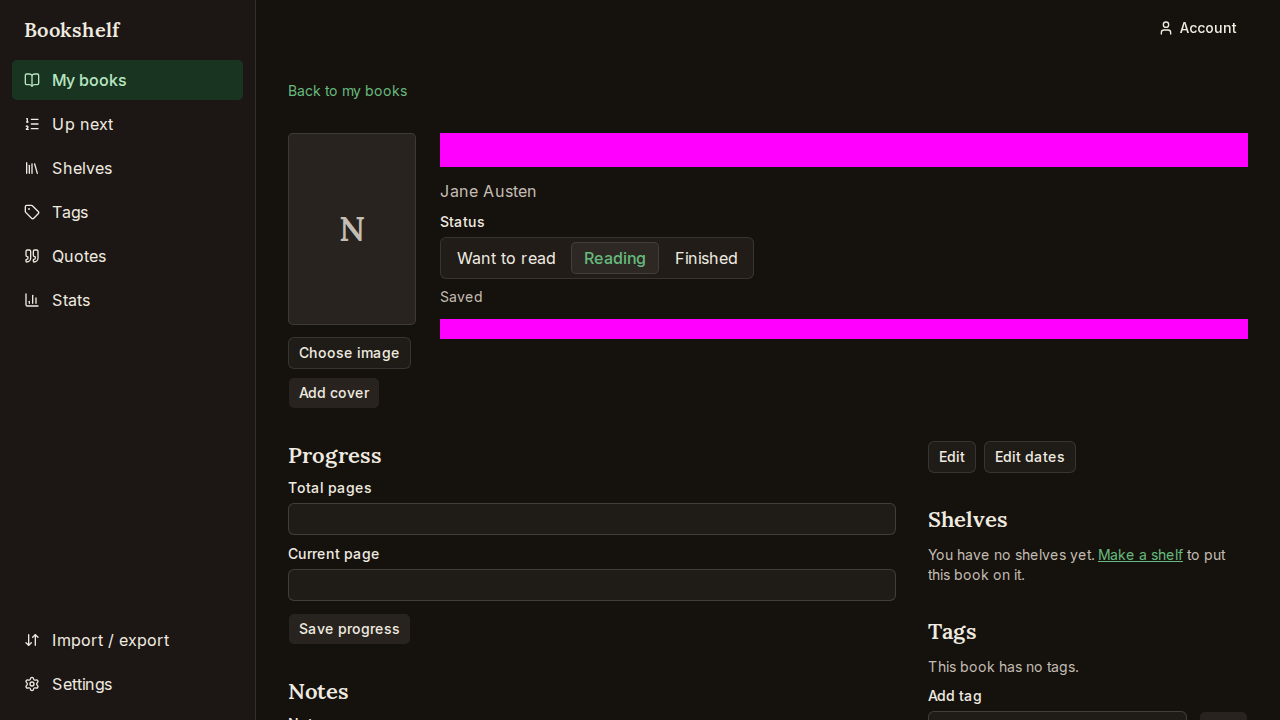 Bookshelf
My books
Up next
Shelves
Tags
Quotes
Stats
Import / export
Settings
Account
Back to my books
N
Jane Austen
Status
Want to read
Reading
Finished
Saved
Choose image
Add cover
Progress
Total pages
Current page
Save progress
Notes
Edit
Edit dates
Shelves
You have no shelves yet. Make a shelf to put
this book on it.
Tags
This book has no tags.
Add tag